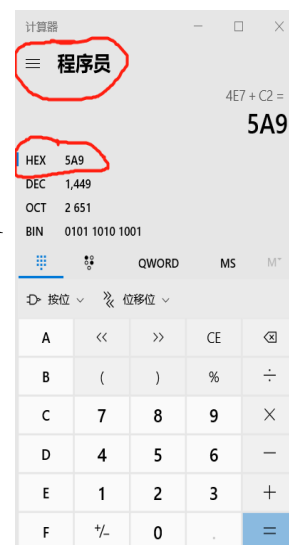 计算器
程序员
4E7 + C2 =
5A9
HEX 5A9
DEC 1,449
OCT 2 651
BIN 0101 1010 1001
QWORD MS M˅
按位 位移位
A << >> CE
B ( ) % ÷
C 7 8 9 ×
D 4 5 6 −
E 1 2 3 +
F +/− 0 . =